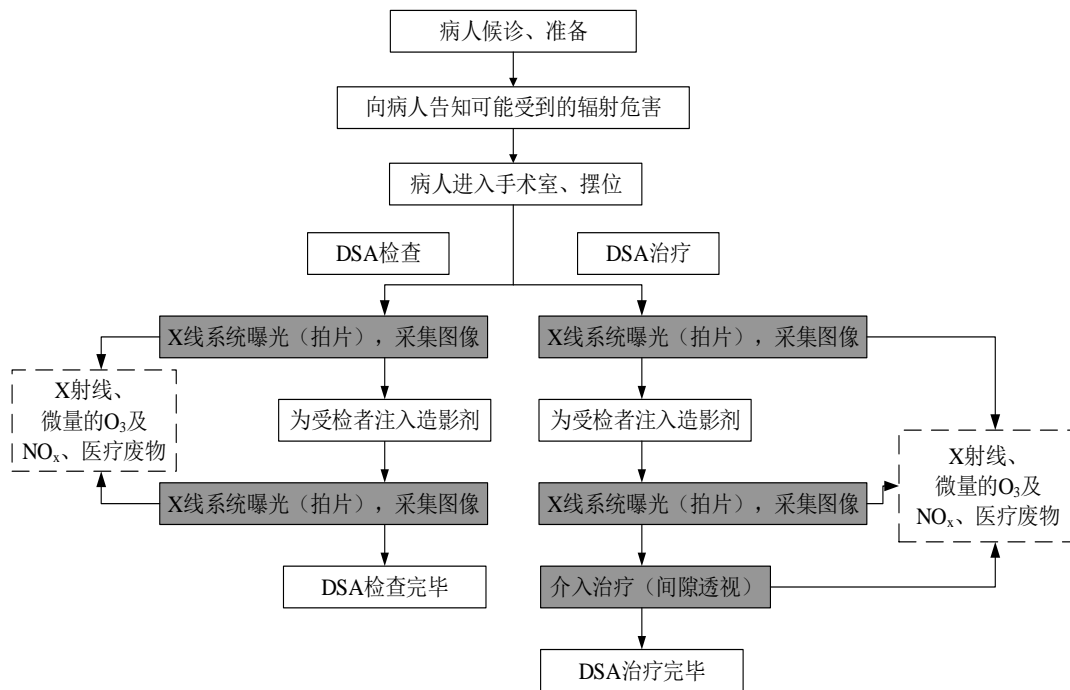 病人候诊、准备
向病人告知可能受到的辐射危害
病人进入手术室、摆位
DSA检查
DSA治疗
X线系统曝光（拍片），采集图像
X线系统曝光（拍片），采集图像
X射线、
微量的O₃及
NOₓ、医疗废物
为受检者注入造影剂
为受检者注入造影剂
X射线、
微量的O₃及
NOₓ、医疗废物
X线系统曝光（拍片），采集图像
X线系统曝光（拍片），采集图像
DSA检查完毕
介入治疗（间隙透视）
DSA治疗完毕